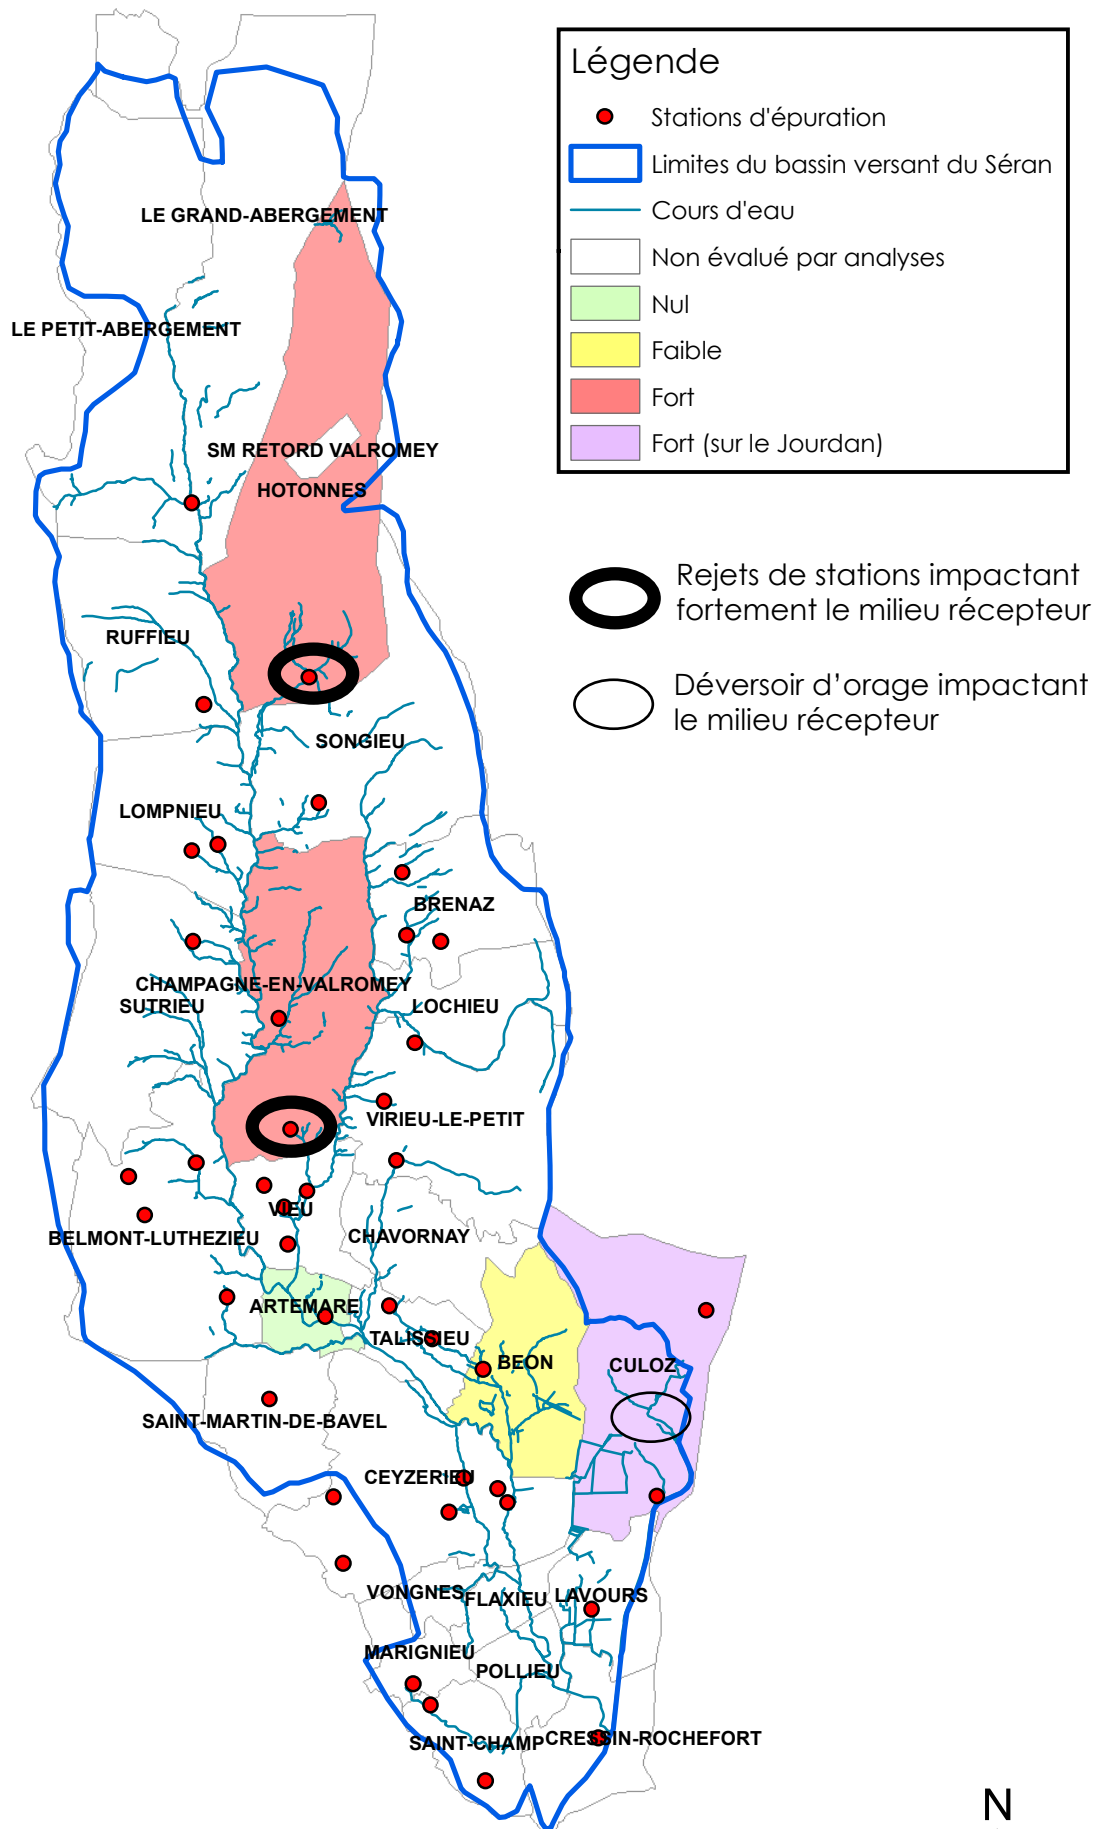 Légende
Stations d'épuration
Limites du bassin versant du Séran
Cours d'eau
Non évalué par analyses
Nul
Faible
Fort
Fort (sur le Jourdan)
Rejets de stations impactant
fortement le milieu récepteur
Déversoir d'orage impactant
le milieu récepteur
LE GRAND-ABERGEMENT
LE PETIT-ABERGEMENT
SM RETORD VALROMEY
HOTONNES
RUFFIEU
SONGIEU
LOMPNIEU
BRENAZ
CHAMPAGNE-EN-VALROMEY
SUTRIEU
LOCHIEU
VIRIEU-LE-PETIT
VIEU
BELMONT-LUTHEZIEU
CHAVORNAY
ARTEMARE
TALISSIEU
BEON
CULOZ
SAINT-MARTIN-DE-BAVEL
CEYZERIEU
VONGNES
FLAXIEU
LAVOURS
MARIGNIEU
POLLIEU
SAINT-CHAMP
CRESSIN-ROCHEFORT
N